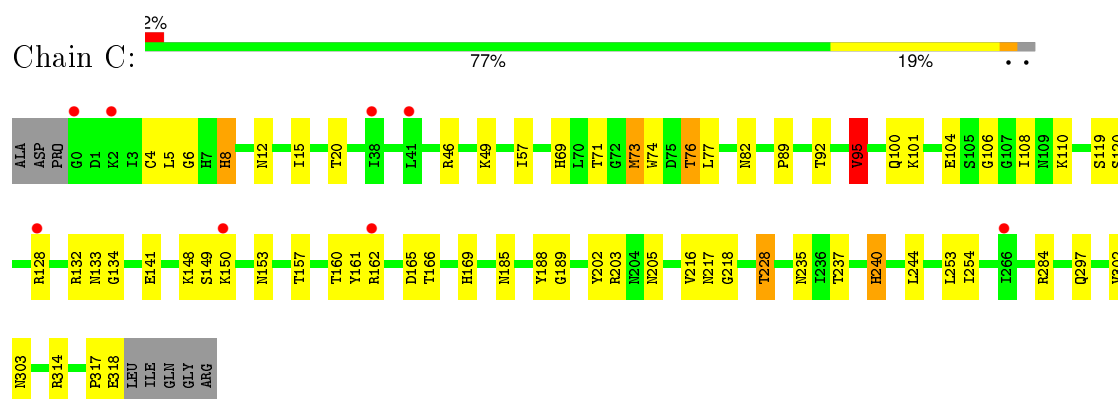 2%
Chain C:
77% 19% • •
ALA ASP PRO G0 D1 K2 I3 C4 L5 G6 H7 H8 N12 I15 T20 I38 L41 R46 K49 I57 H69 L70 T71 G72 M73 W74 D75 T76 L77 N82 P89 T92 V95 Q100 K101 E104 S105 G106 G107 I108 N109 K110 S119
R128 R132 N133 G134 E141 K148 S149 K150 N153 T157 T160 Y161 R162 D165 T166 H169 N185 Y188 G189 Y202 R203 N204 N205 V216 N217 G218 T228 N235 I236 T237 H240 L244 L253 I254 I266 R284 Q297
N303 R314 P317 E318 LEU ILE GLN GLY ARG